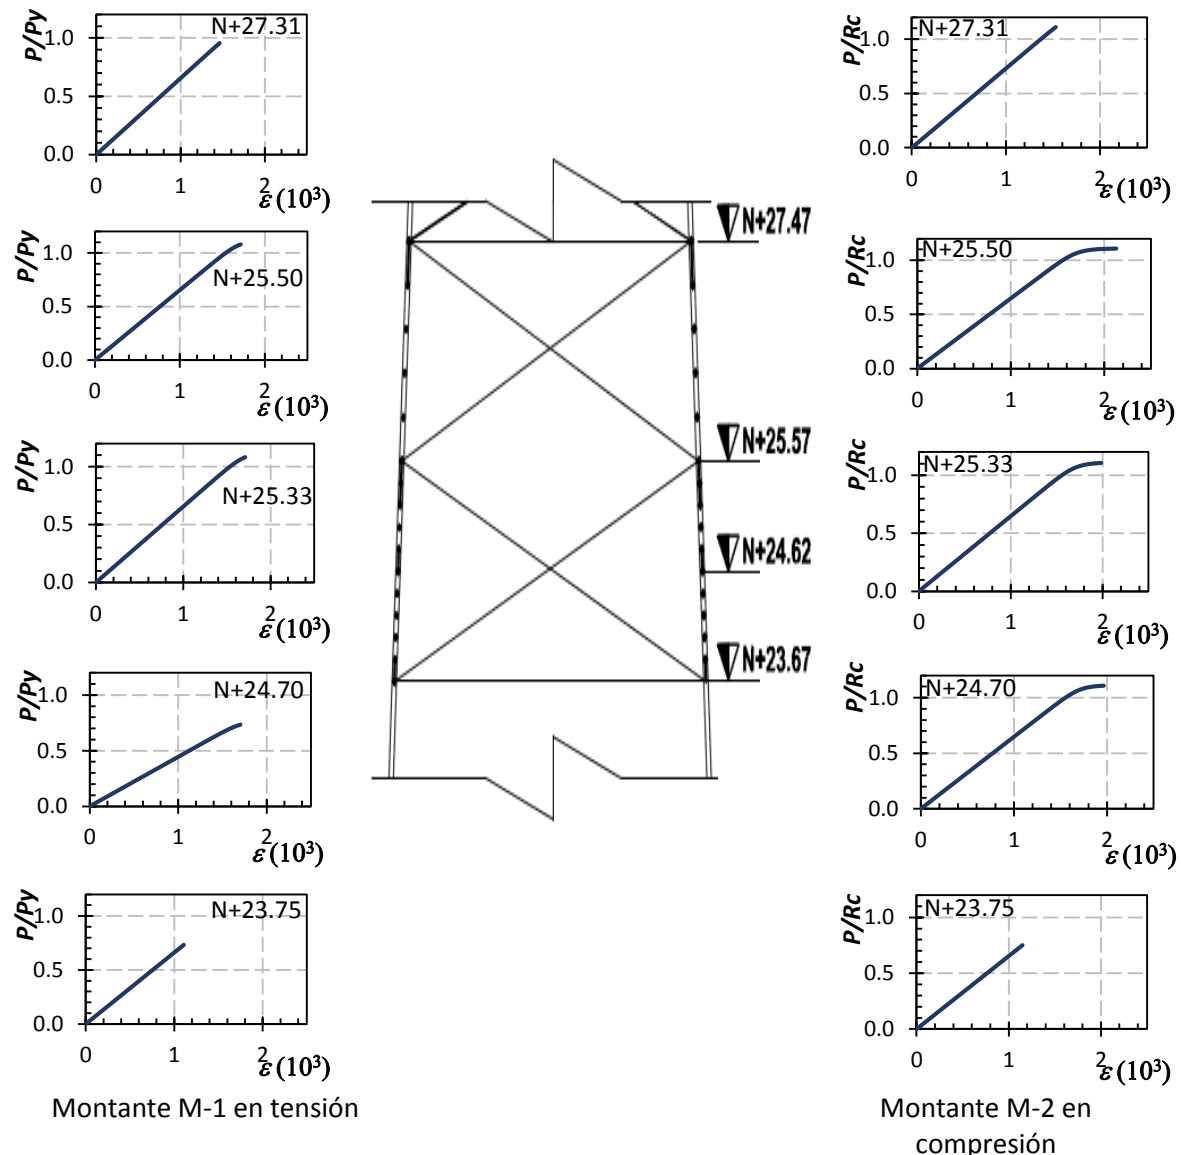 P/Py
N+27.31
1.0
0.5
0.0
0 1 2
ε(10³)
P/Py
N+25.50
1.0
0.5
0.0
0 1 2
ε(10³)
P/Py
N+25.33
1.0
0.5
0.0
0 1 2
ε(10³)
P/Py
N+24.70
1.0
0.5
0.0
0 1 2
ε(10³)
P/Py
N+23.75
1.0
0.5
0.0
0 1 2
ε(10³)
Montante M-1 en tensión
N+27.47
N+25.57
N+24.62
N+23.67
P/Rc
N+27.31
1.0
0.5
0.0
0 1 2
ε(10³)
P/Rc
N+25.50
1.0
0.5
0.0
0 1 2
ε(10³)
P/Rc
N+25.33
1.0
0.5
0.0
0 1 2
ε(10³)
P/Rc
N+24.70
1.0
0.5
0.0
0 1 2
ε(10³)
P/Rc
N+23.75
1.0
0.5
0.0
0 1 2
ε(10³)
Montante M-2 en
compresión